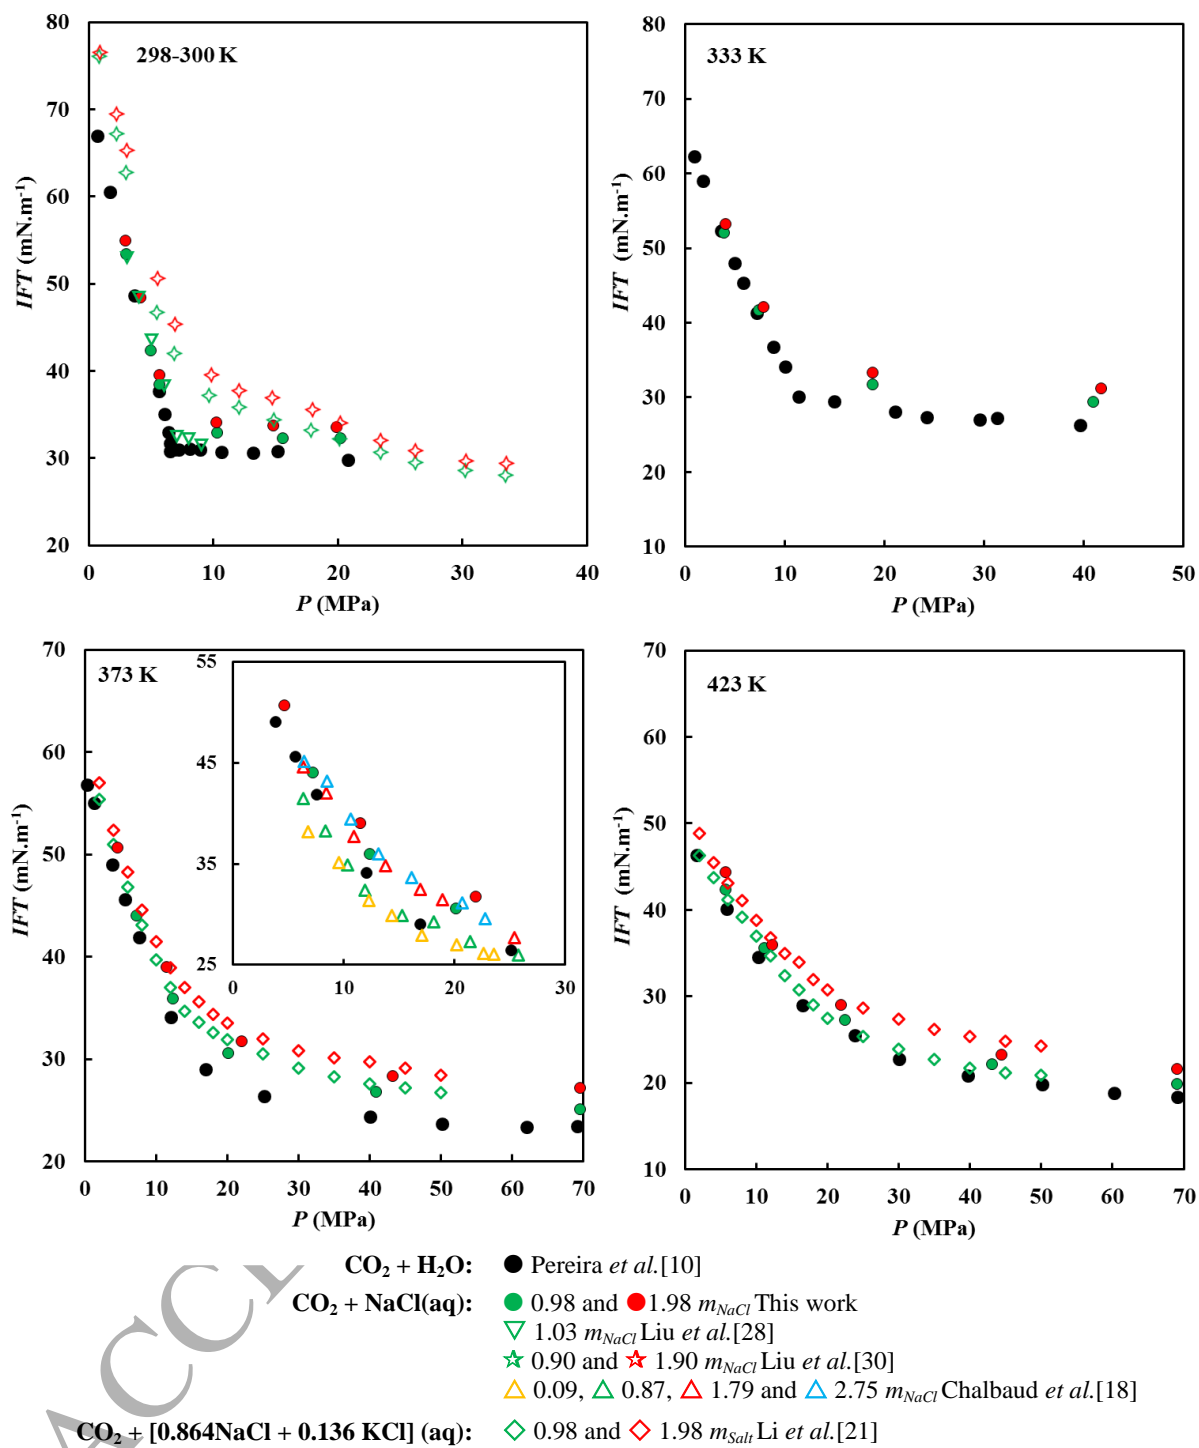 80
70
60
50
40
30
20
298-300 K
IFT (mN.m⁻¹)
0 10 20 30 40
P (MPa)
80
70
60
50
40
30
20
10
333 K
IFT (mN.m⁻¹)
0 10 20 30 40 50
P (MPa)
70
60
50
40
30
20
373 K
IFT (mN.m⁻¹)
55
45
35
25
0 10 20 30
0 10 20 30 40 50 60 70
P (MPa)
70
60
50
40
30
20
10
423 K
IFT (mN.m⁻¹)
0 10 20 30 40 50 60 70
P (MPa)
CO₂ + H₂O: Pereira et al.[10]
CO₂ + NaCl(aq): 0.98 and 1.98 m_NaCl This work
1.03 m_NaCl Liu et al.[28]
0.90 and 1.90 m_NaCl Liu et al.[30]
0.09, 0.87, 1.79 and 2.75 m_NaCl Chalbaud et al.[18]
CO₂ + [0.864NaCl + 0.136 KCl] (aq): 0.98 and 1.98 m_Salt Li et al.[21]